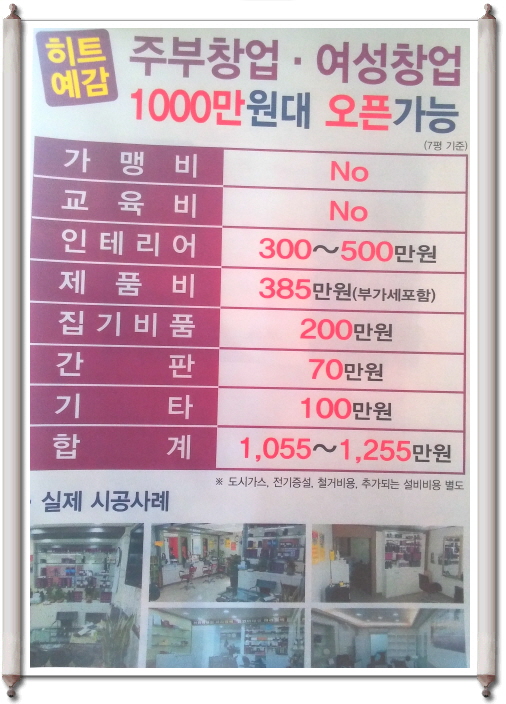 히트
예감
주부창업 · 여성창업
1000만원대 오픈가능
(7평 기준)
가 맹 비 No
교 육 비 No
인 테 리 어 300~500만원
제 품 비 385만원(부가세포함)
집 기 비 품 200만원
간 판 70만원
기 타 100만원
합 계 1,055~1,255만원
※ 도시가스, 전기증설, 철거비용, 추가되는 설비비용 별도
· 실제 시공사례